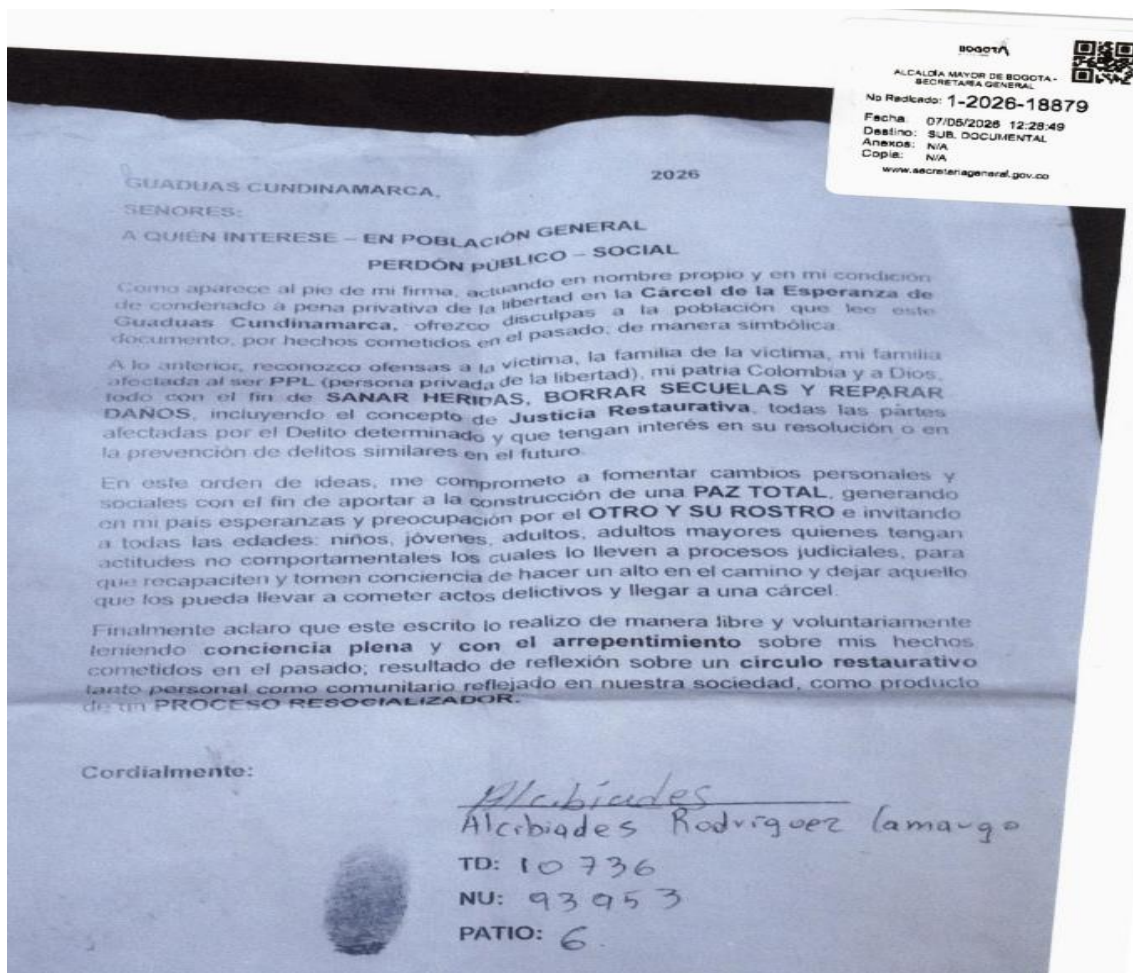 BOGOTÁ
ALCALDÍA MAYOR DE BOGOTA -
SECRETARÍA GENERAL
No Radicado: 1-2026-18879
Fecha: 07/05/2026 12:28:49
Destino: SUB. DOCUMENTAL
Anexos: N/A
Copia: N/A
www.secretariageneral.gov.co
GUADUAS CUNDINAMARCA, 2026
SEÑORES:
A QUIÉN INTERESE – EN POBLACIÓN GENERAL
PERDÓN PÚBLICO – SOCIAL
Como aparece al pie de mi firma, actuando en nombre propio y en mi condición
de condenado a pena privativa de la libertad en la Cárcel de la Esperanza de
Guaduas Cundinamarca, ofrezco disculpas a la población que lee este
documento, por hechos cometidos en el pasado; de manera simbólica.
A lo anterior, reconozco ofensas a la víctima, la familia de la víctima, mi familia
afectada al ser PPL (persona privada de la libertad), mi patria Colombia y a Dios,
todo con el fin de SANAR HERIDAS, BORRAR SECUELAS Y REPARAR
DAÑOS, incluyendo el concepto de Justicia Restaurativa, todas las partes
afectadas por el Delito determinado y que tengan interés en su resolución o en
la prevención de delitos similares en el futuro.
En este orden de ideas, me comprometo a fomentar cambios personales y
sociales con el fin de aportar a la construcción de una PAZ TOTAL, generando
en mi país esperanzas y preocupación por el OTRO Y SU ROSTRO e invitando
a todas las edades: niños, jóvenes, adultos, adultos mayores quienes tengan
actitudes no comportamentales los cuales lo lleven a procesos judiciales, para
que recapaciten y tomen conciencia de hacer un alto en el camino y dejar aquello
que los pueda llevar a cometer actos delictivos y llegar a una cárcel.
Finalmente aclaro que este escrito lo realizo de manera libre y voluntariamente
teniendo conciencia plena y con el arrepentimiento sobre mis hechos
cometidos en el pasado; resultado de reflexión sobre un círculo restaurativo
tanto personal como comunitario reflejado en nuestra sociedad, como producto
de un PROCESO RESOCIALIZADOR.
Cordialmente:
Alcibiades
Alcibiades Rodriguez Camargo
TD: 10736
NU: 93953
PATIO: 6.